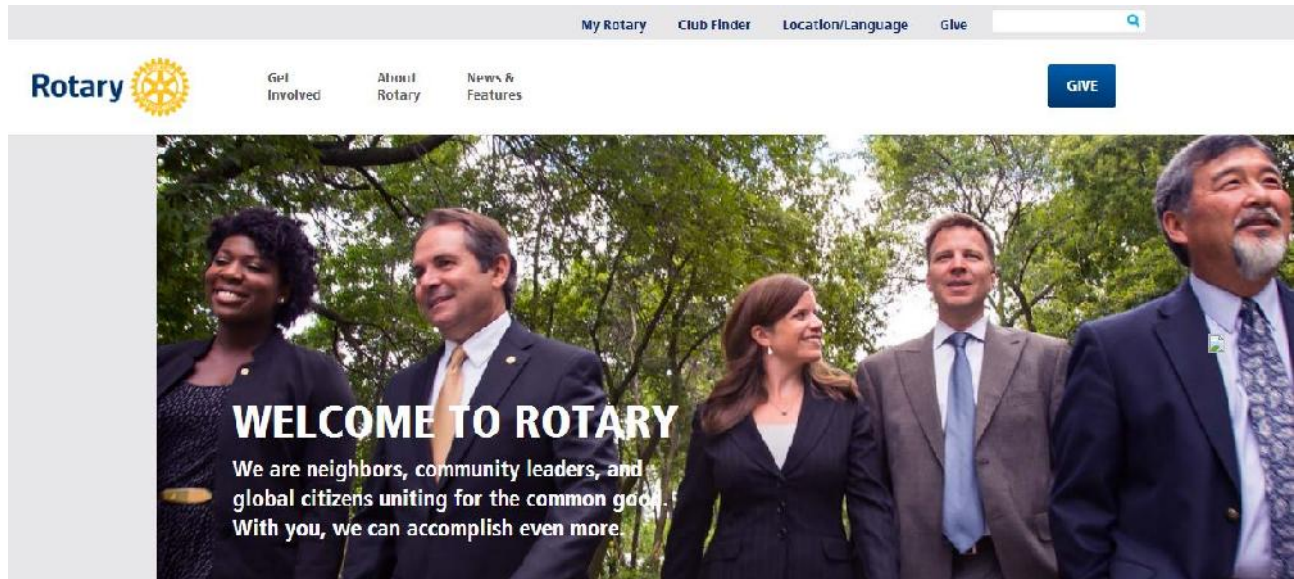 My Rotary Club Finder Location/Language Give
Rotary
Get
Involved
About
Rotary
News &
Features
GIVE
WELCOME TO ROTARY
We are neighbors, community leaders, and
global citizens uniting for the common good.
With you, we can accomplish even more.